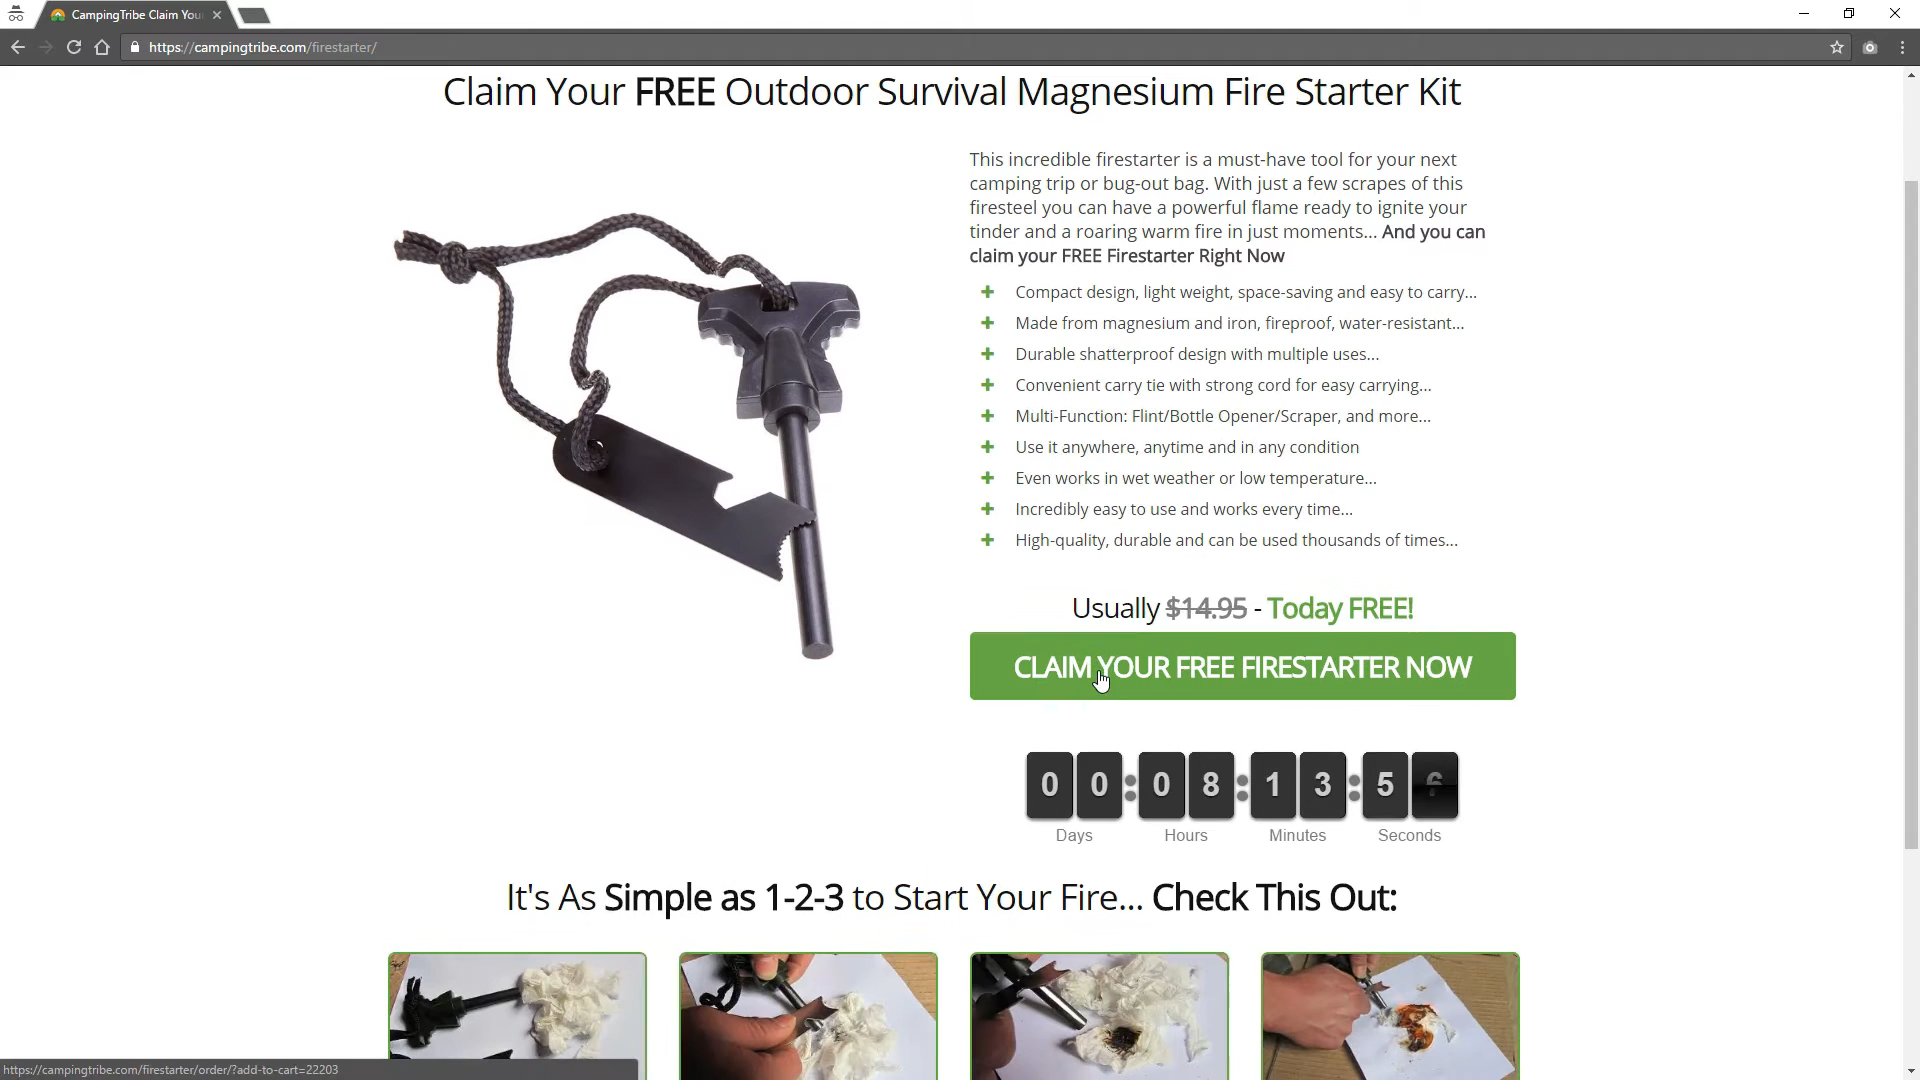 CampingTribe Claim You
https://campingtribe.com/firestarter/
Claim Your FREE Outdoor Survival Magnesium Fire Starter Kit
This incredible firestarter is a must-have tool for your next
camping trip or bug-out bag. With just a few scrapes of this
firesteel you can have a powerful flame ready to ignite your
tinder and a roaring warm fire in just moments... And you can
claim your FREE Firestarter Right Now
Compact design, light weight, space-saving and easy to carry...
Made from magnesium and iron, fireproof, water-resistant...
Durable shatterproof design with multiple uses...
Convenient carry tie with strong cord for easy carrying...
Multi-Function: Flint/Bottle Opener/Scraper, and more...
Use it anywhere, anytime and in any condition
Even works in wet weather or low temperature...
Incredibly easy to use and works every time...
High-quality, durable and can be used thousands of times...
Usually $14.95 - Today FREE!
CLAIM YOUR FREE FIRESTARTER NOW
0 0 : 0 8 : 1 3 : 5
Days Hours Minutes Seconds
It's As Simple as 1-2-3 to Start Your Fire... Check This Out:
https://campingtribe.com/firestarter/order/?add-to-cart=22203